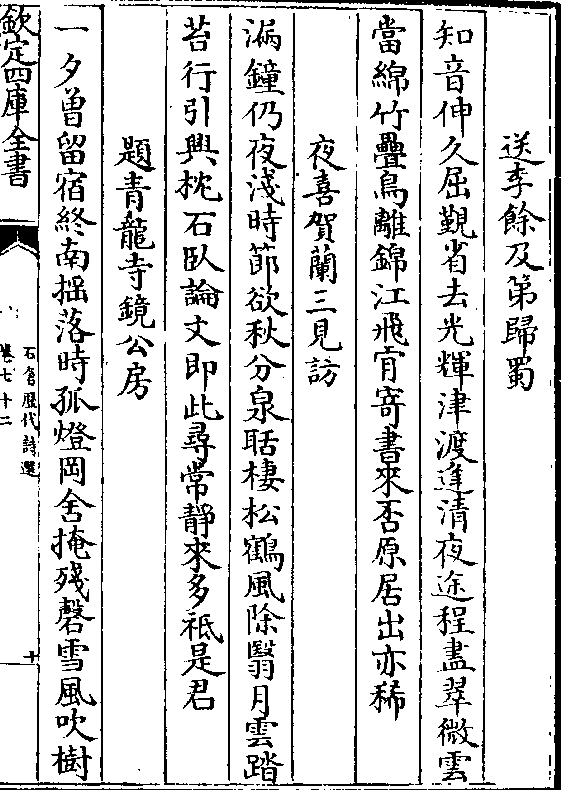 送李餘及第歸蜀
知音伸久屈覲省去光輝津渡逢清夜途程盡翠微雲
當綿竹疊鳥離錦江飛宵寄書來否原居出亦稀
夜喜賀蘭三見訪
漏鐘仍夜淺時節欲秋分泉聒棲松鶴風除翳月雲踏
苔行引興枕石臥論文即此尋常靜來多祗是君
題青龍寺鏡公房
一夕曾留宿終南揺落時孤燈岡舍掩殘磬雪風吹樹
欽定四庫全書
石倉歷代詩選
卷七十二
十